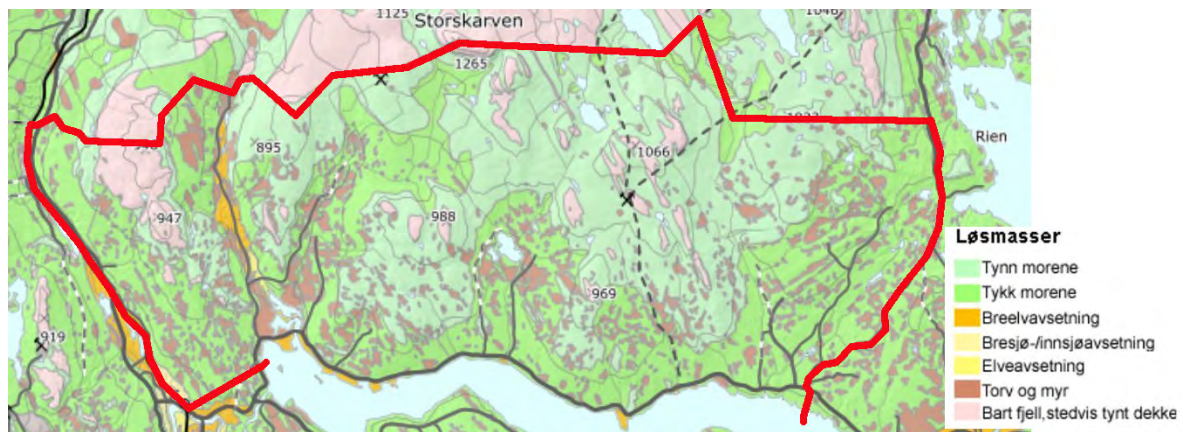 1125
Storskarven
1046
1265
895
1066
Rien
947
988
Løsmasser
Tynn morene
Tykk morene
969
Breelvavsetning
919
Bresjø-/innsjøavsetning
Elveavsetning
Torv og myr
Bart fjell,stedvis tynt dekke